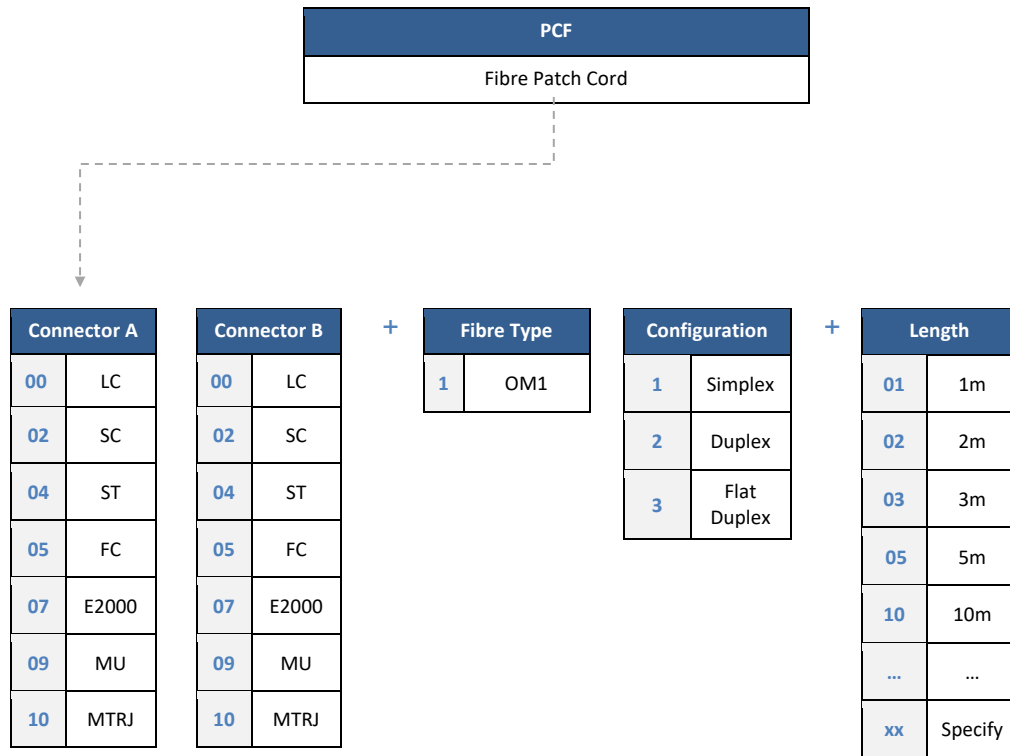 PCF
Fibre Patch Cord
Connector A
00 LC
02 SC
04 ST
05 FC
07 E2000
09 MU
10 MTRJ
Connector B
00 LC
02 SC
04 ST
05 FC
07 E2000
09 MU
10 MTRJ
+
Fibre Type
1 OM1
Configuration
1 Simplex
2 Duplex
3 Flat
Duplex
+
Length
01 1m
02 2m
03 3m
05 5m
10 10m
... ...
xx Specify